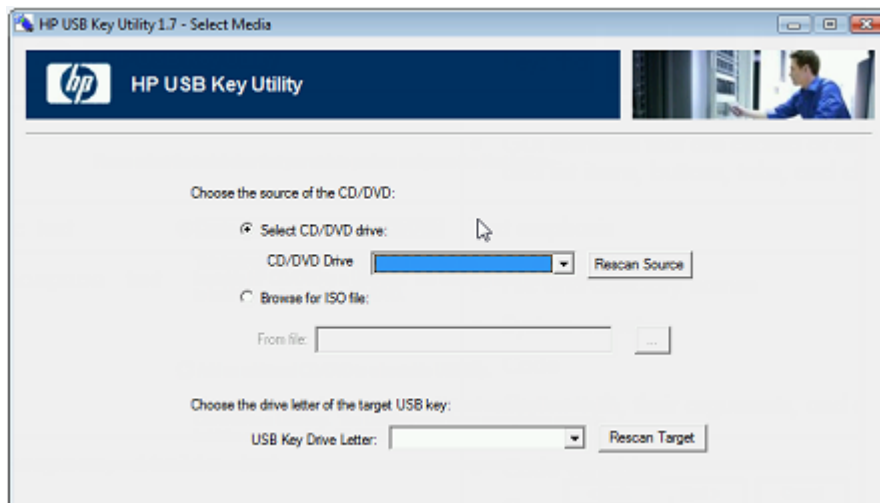 HP USB Key Utility 1.7 - Select Media
hp HP USB Key Utility
Choose the source of the CD/DVD:
Select CD/DVD drive:
CD/DVD Drive Rescan Source
Browse for ISO file:
From file: ...
Choose the drive letter of the target USB key:
USB Key Drive Letter: Rescan Target